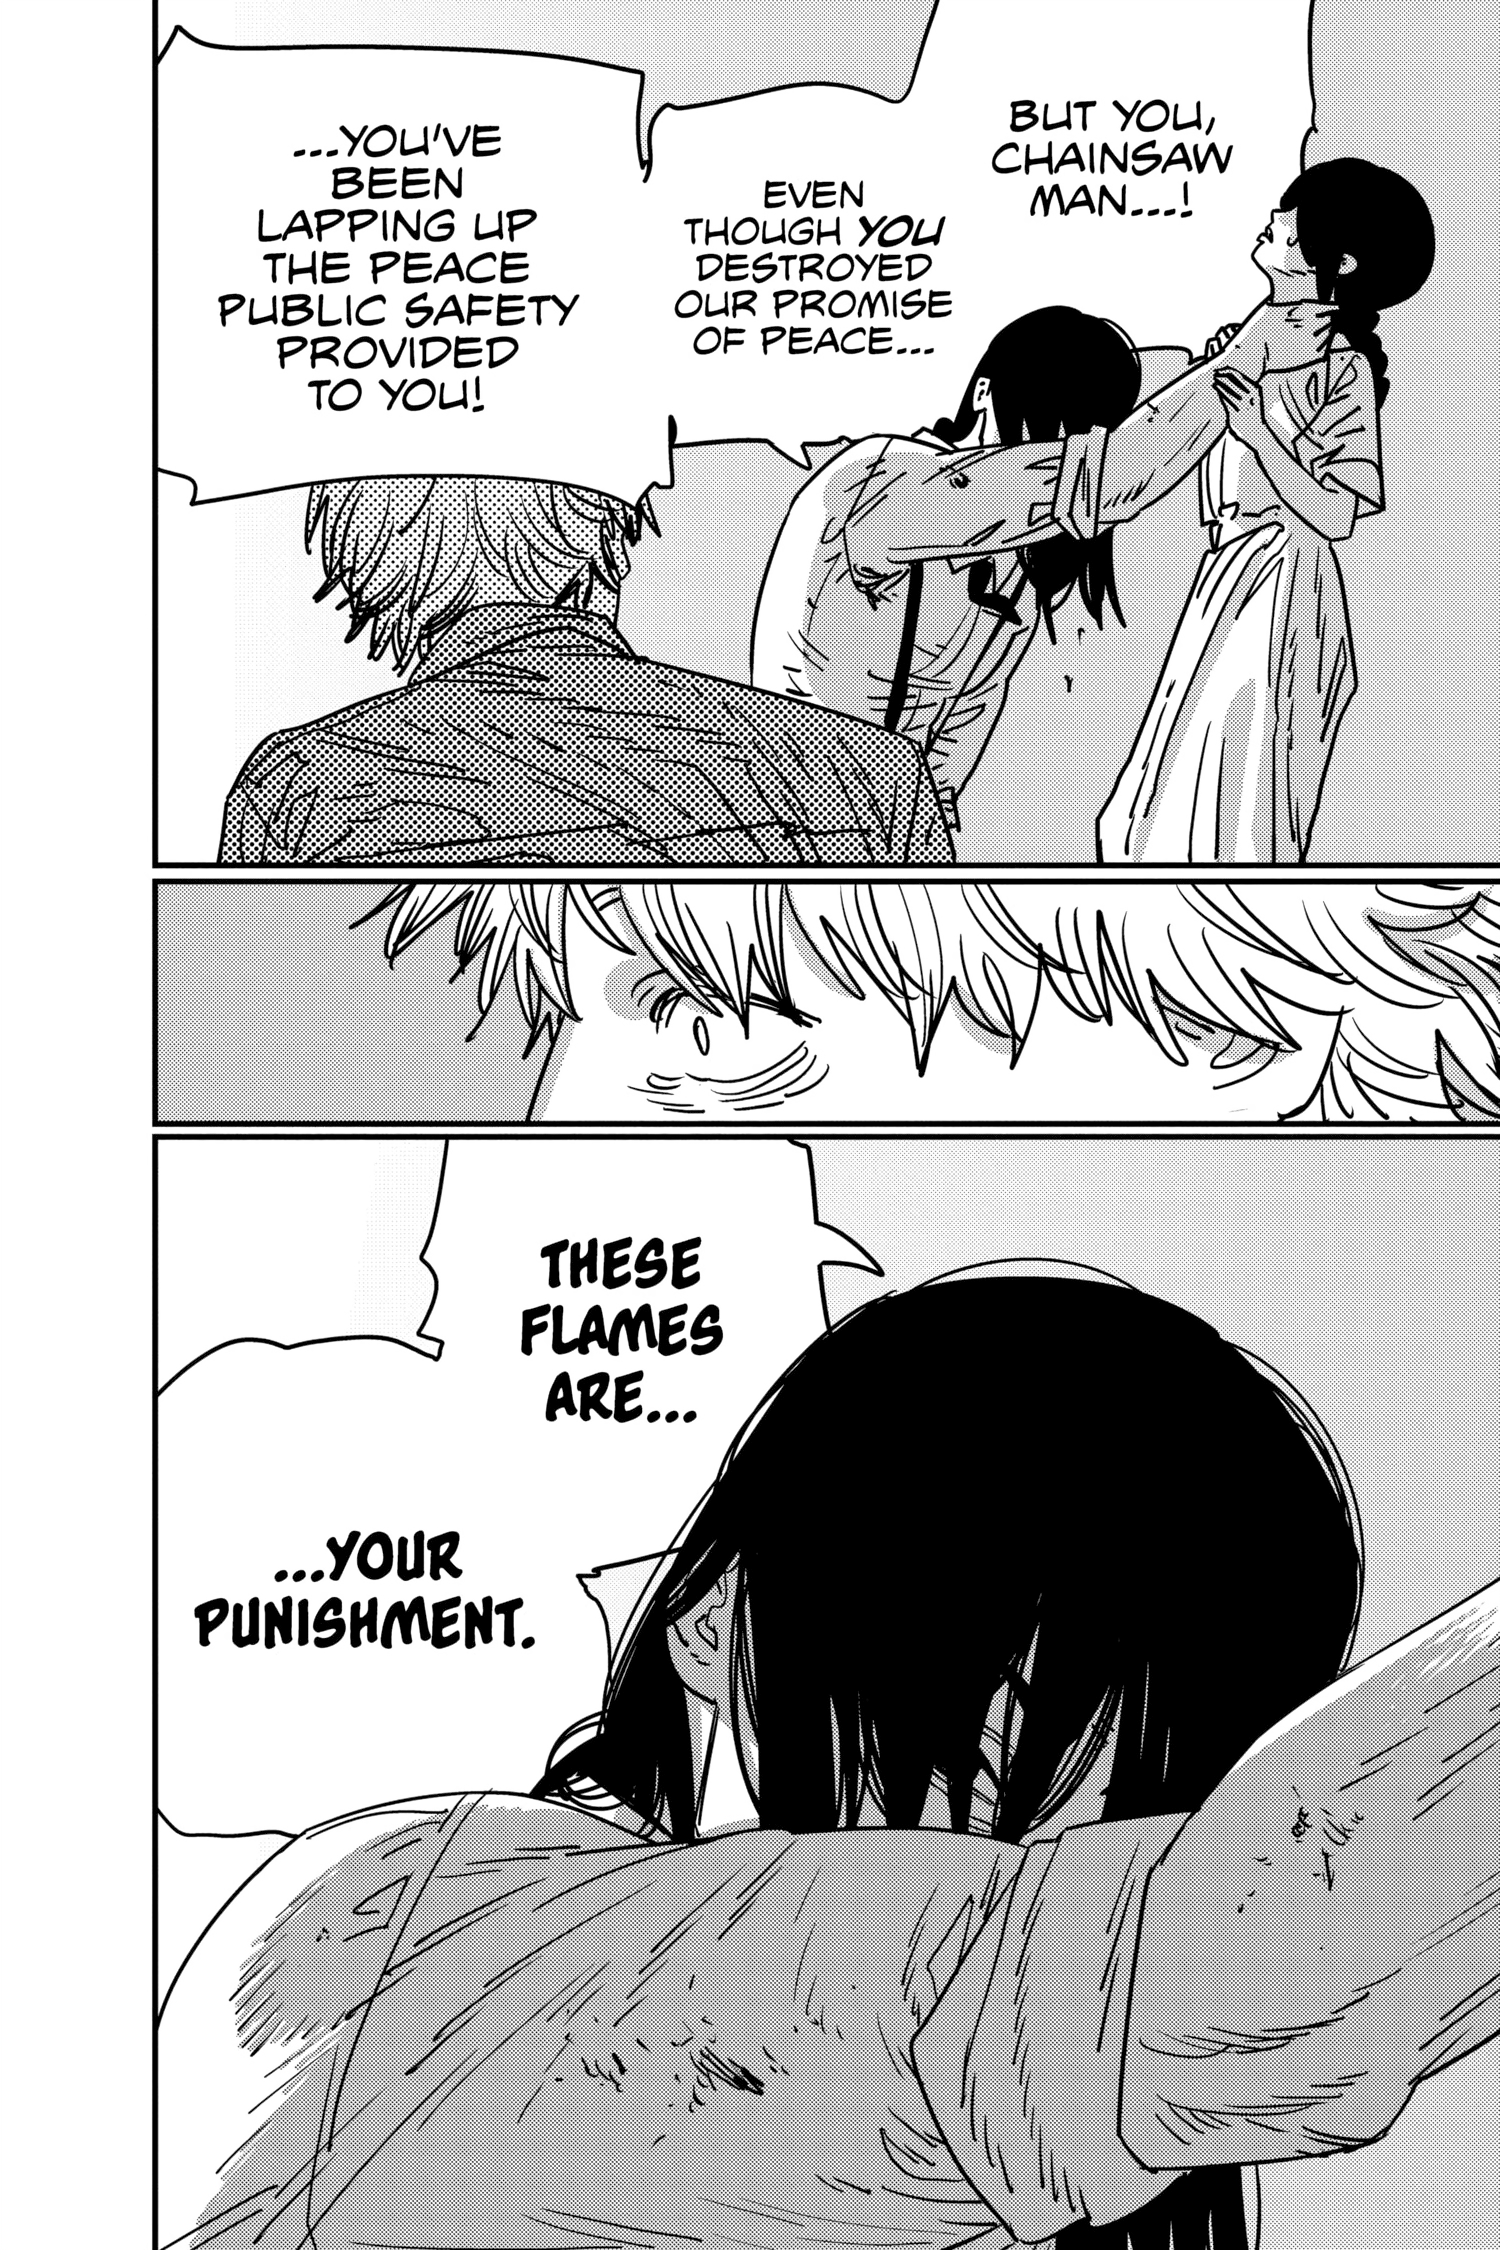 BUT YOU,
CHAINSAW
MAN...!
EVEN
THOUGH YOU
DESTROYED
OUR PROMISE
OF PEACE...
...YOU'VE
BEEN
LAPPING UP
THE PEACE
PUBLIC SAFETY
PROVIDED
TO YOU!
THESE
FLAMES
ARE...
...YOUR
PUNISHMENT.